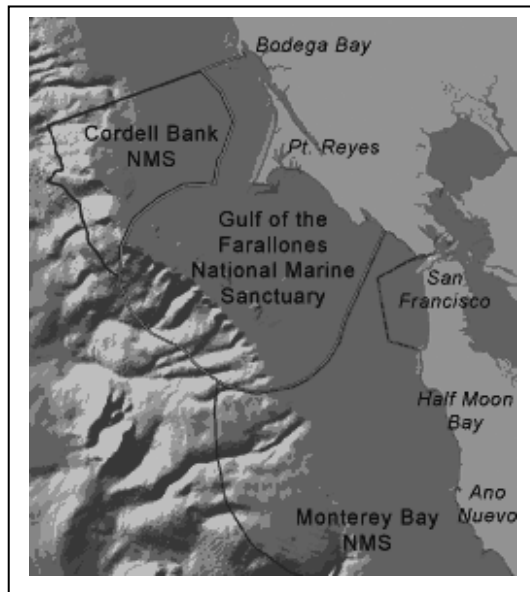 Bodega Bay
Cordell Bank
NMS
Pt. Reyes
Gulf of the
Farallones
National Marine
Sanctuary
San
Francisco
Half Moon
Bay
Ano
Nuevo
Monterey Bay
NMS